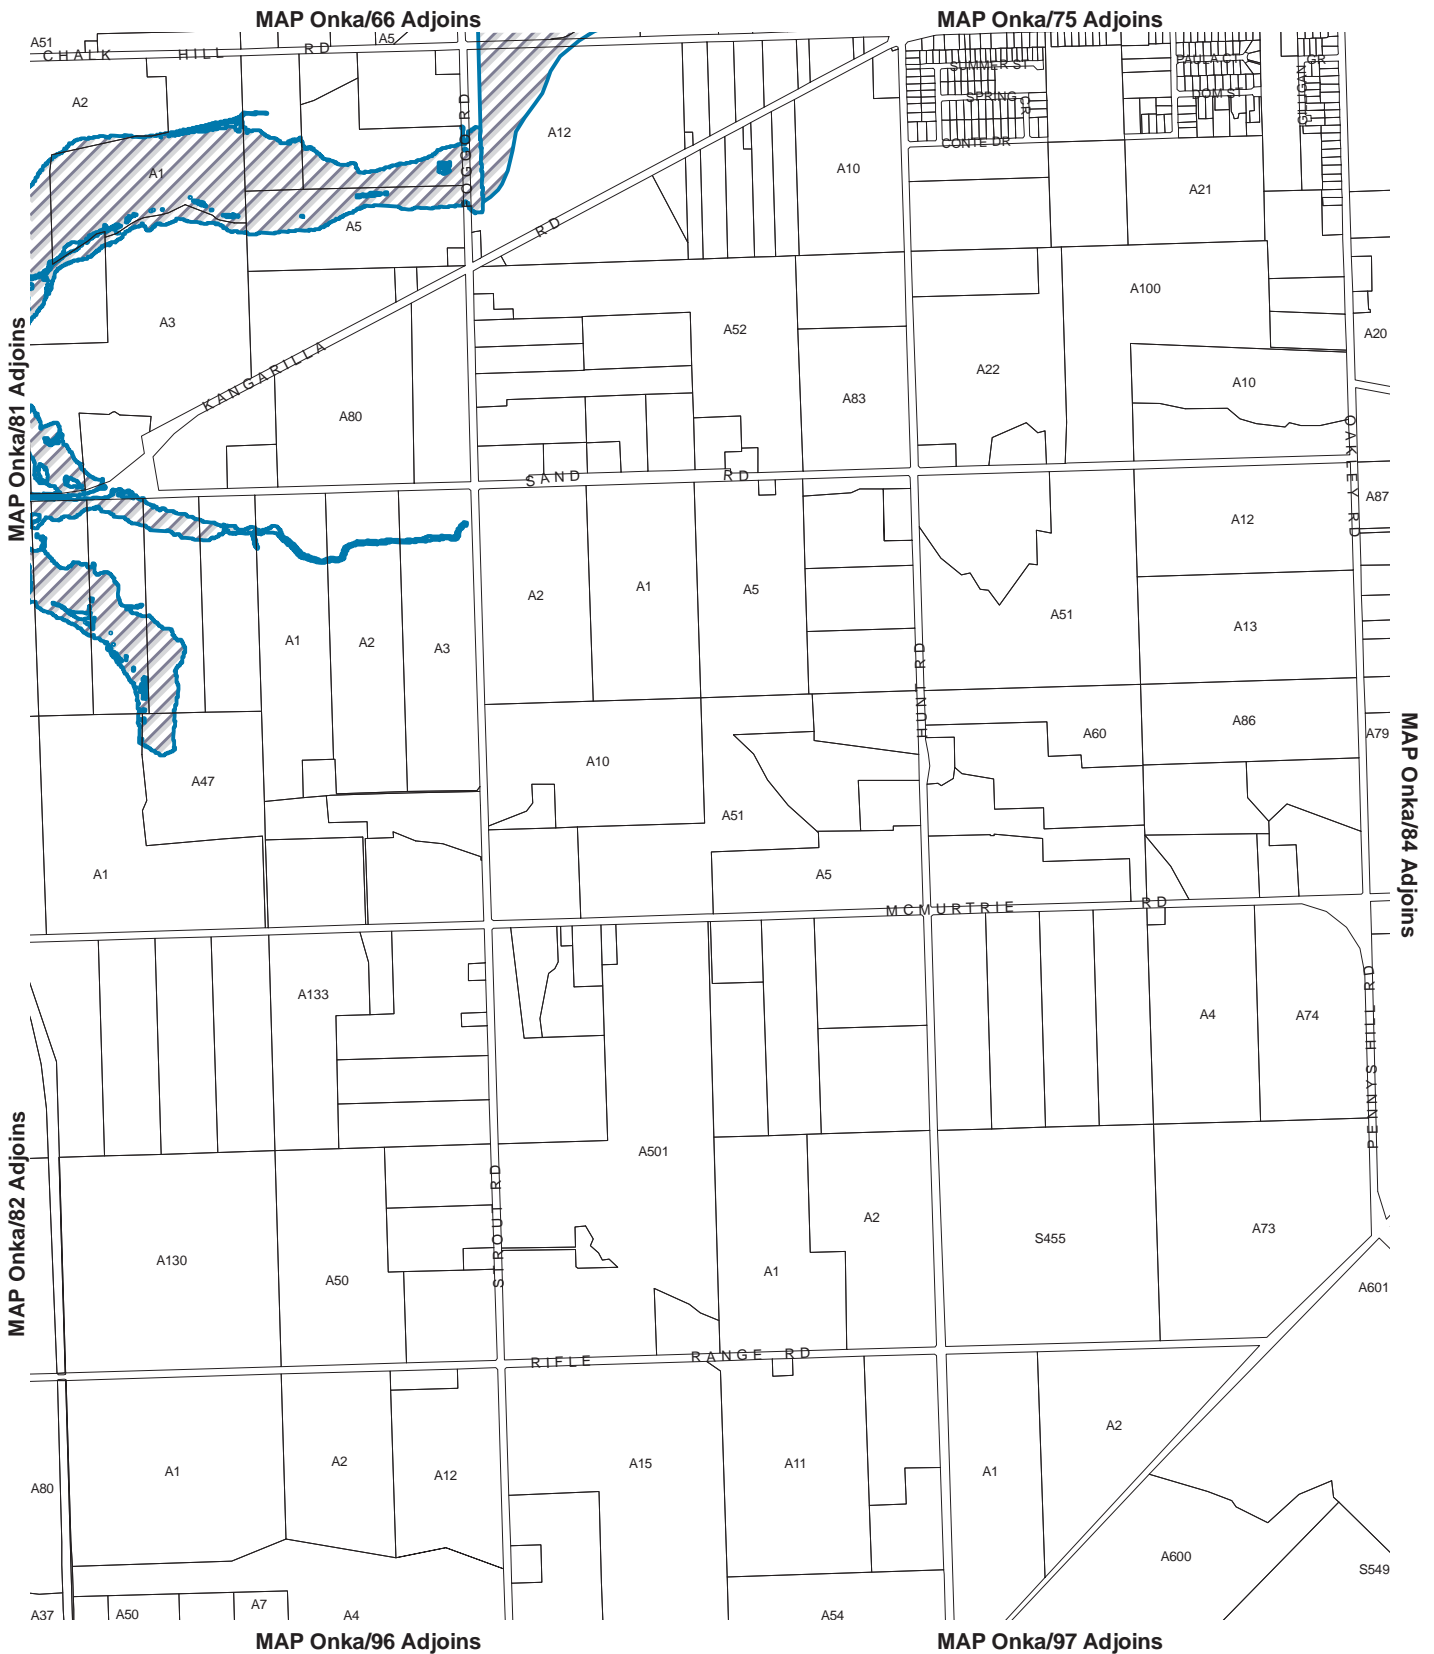 MAP Onka/66 Adjoins
MAP Onka/75 Adjoins
A51
CHALK HILL RD
A5
A2
FOGGO RD
A12
SUMMER ST
SPRING CR
CONTE DR
PAULA CT
DOM ST
GILIGAN GR
A1
A10
A21
A5
RD
A3
KANGARILLA
A52
A100
A20
A22
A10
A80
A83
MAP Onka/81 Adjoins
SAND RD
OAKLEY RD
A87
A12
A2
A1
A5
A51
A13
A1
A2
A3
HUNT RD
A60
A86
A79
A10
A47
A51
A1
A5
MAP Onka/84 Adjoins
MCMURTRIE RD
A133
A4
A74
PENNYS HILL RD
MAP Onka/82 Adjoins
A501
STROUT RD
A2
S455
A73
A130
A50
A1
A601
RIFLE RANGE RD
A2
A1
A2
A12
A15
A11
A1
A80
A600
S549
A37
A50
A7
A4
A54
MAP Onka/96 Adjoins
MAP Onka/97 Adjoins